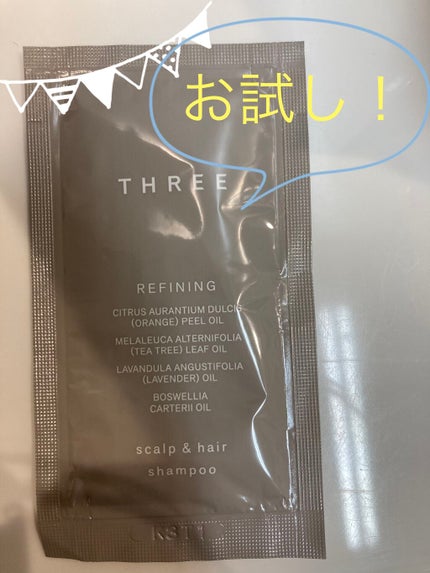 お試し！
THREE
REFINING
CITRUS AURANTIUM DULCIS
(ORANGE) PEEL OIL
MELALEUCA ALTERNIFOLIA
(TEA TREE) LEAF OIL
LAVANDULA ANGUSTIFOLIA
(LAVENDER) OIL
BOSWELLIA
CARTERII OIL
scalp & hair
shampoo